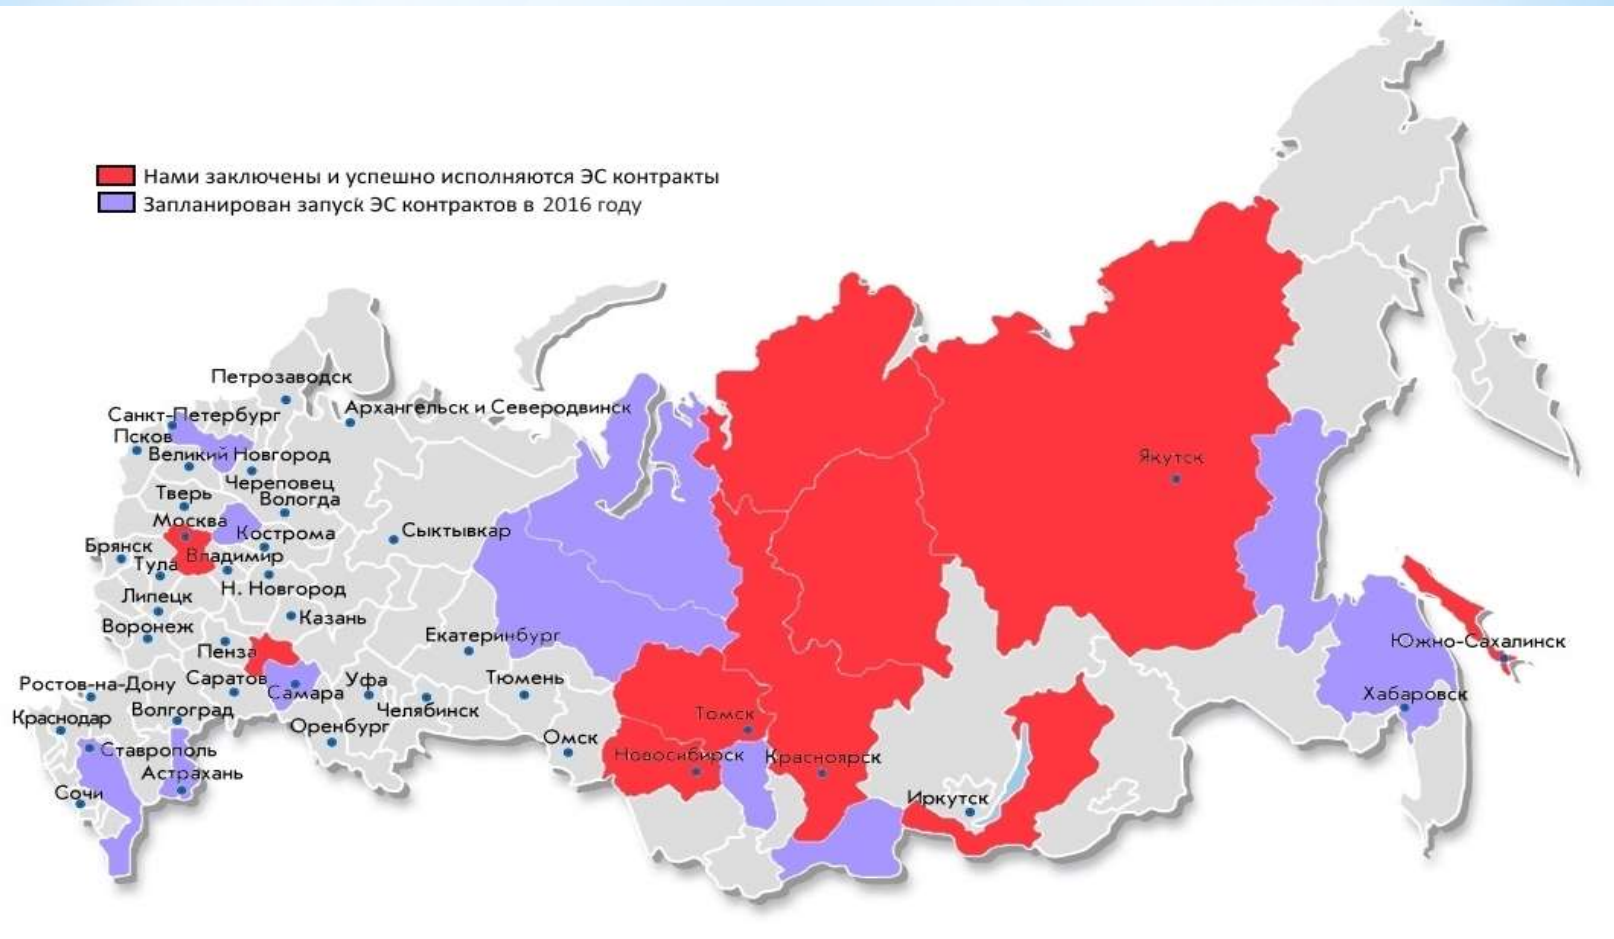 Нами заключены и успешно исполняются ЭС контракты
Запланирован запуск ЭС контрактов в 2016 году
Петрозаводск
Санкт-Петербург
Архангельск и Северодвинск
Псков
Великий Новгород
Череповец
Тверь
Вологда
Москва
Кострома
Сыктывкар
Брянск
Владимир
Тула
Н. Новгород
Липецк
Казань
Воронеж
Екатеринбург
Пенза
Саратов
Уфа
Тюмень
Самара
Ростов-на-Дону
Челябинск
Волгоград
Краснодар
Оренбург
Омск
Ставрополь
Астрахань
Сочи
Томск
Новосибирск
Красноярск
Иркутск
Якутск
Южно-Сахалинск
Хабаровск